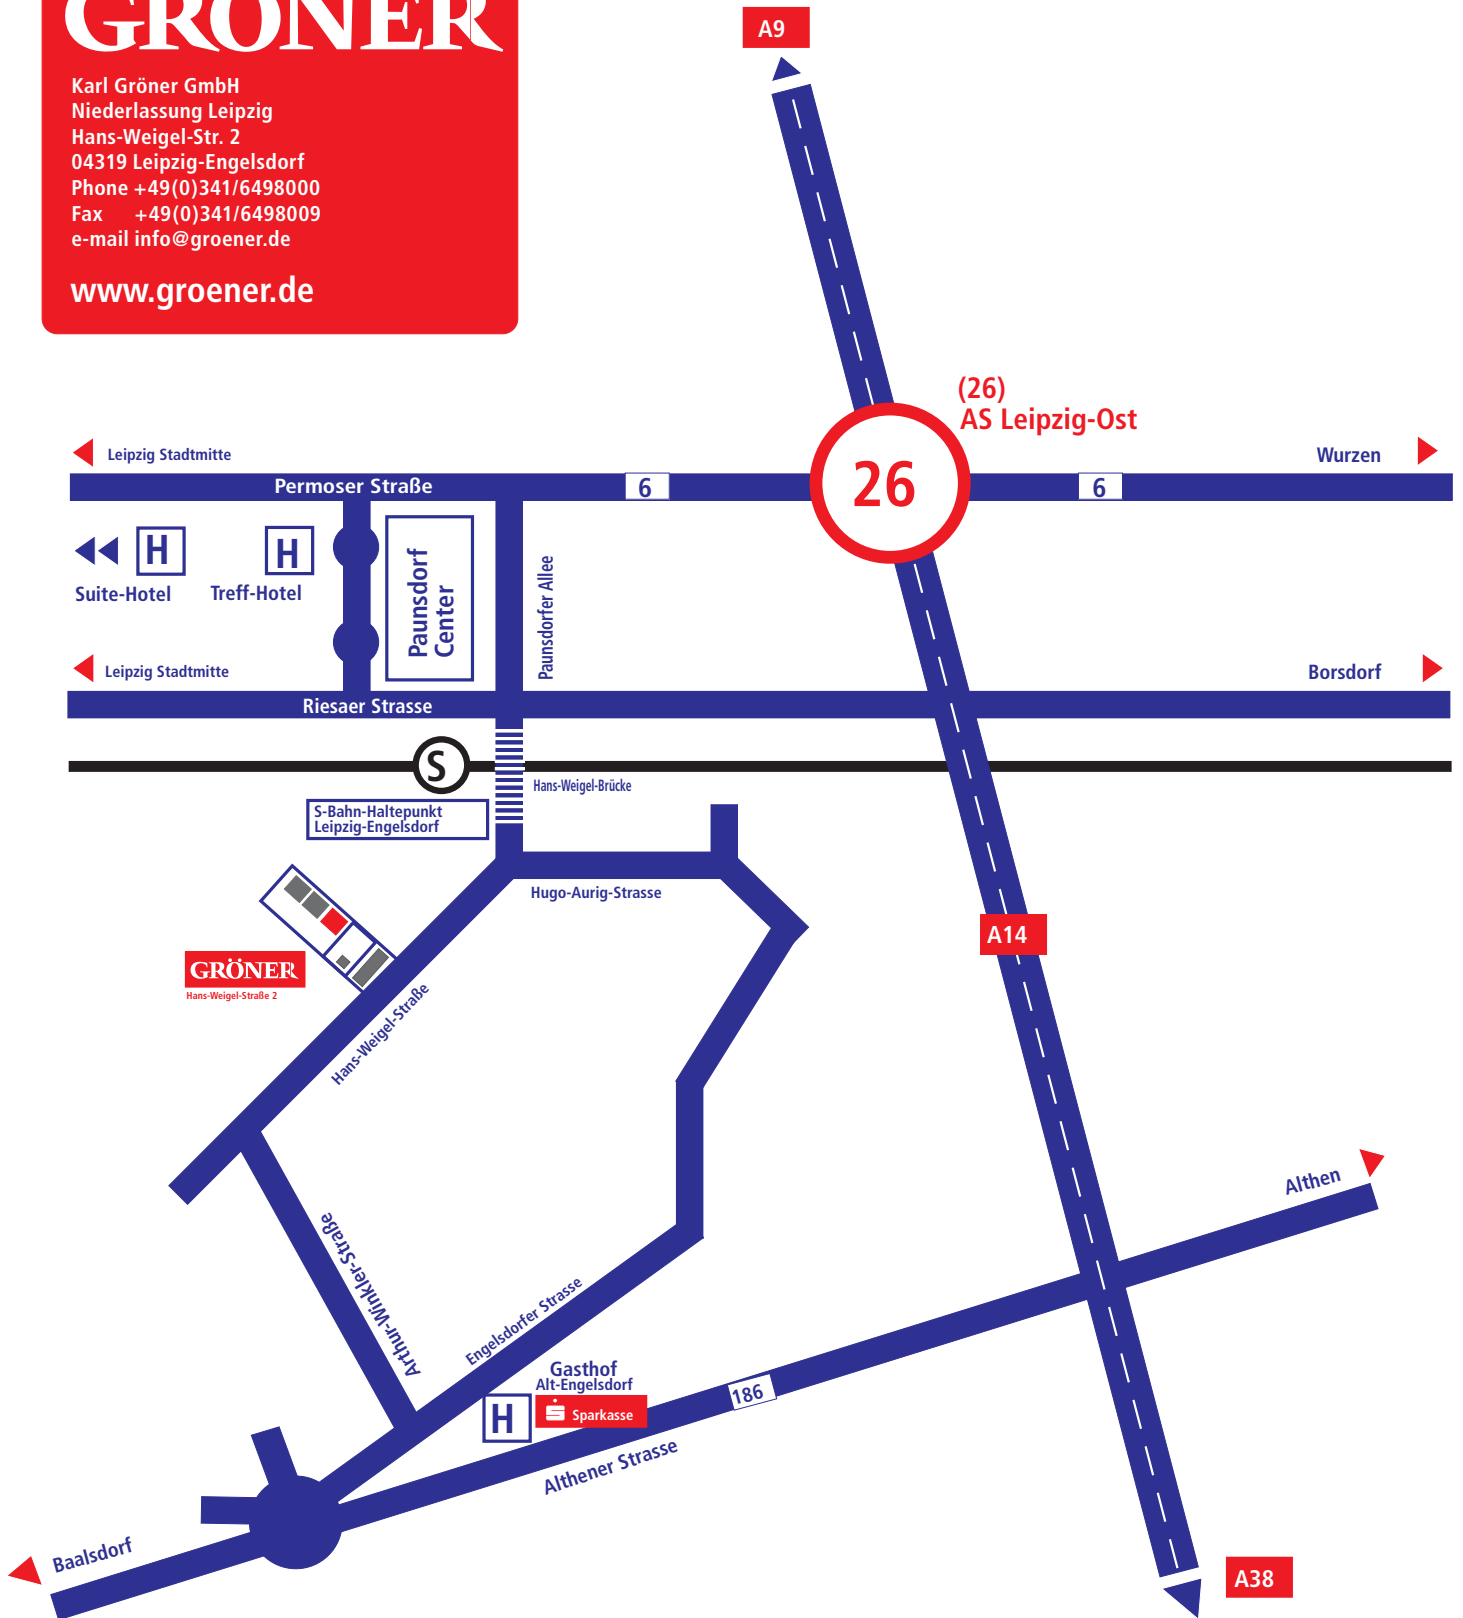 GRÖNER
Karl Gröner GmbH
Niederlassung Leipzig
Hans-Weigel-Str. 2
04319 Leipzig-Engelsdorf
Phone +49(0)341/6498000
Fax +49(0)341/6498009
e-mail info@groener.de
www.groener.de
A9
(26)
AS Leipzig-Ost
26
Leipzig Stadtmitte
Wurzen
Permoser Straße
6
6
H
H
Suite-Hotel
Treff-Hotel
Paunsdorf
Center
Paunsdorfer Allee
Leipzig Stadtmitte
Borsdorf
Riesaer Strasse
S
Hans-Weigel-Brücke
S-Bahn-Haltepunkt
Leipzig-Engelsdorf
Hugo-Aurig-Strasse
A14
GRÖNER
Hans-Weigel-Straße 2
Hans-Weigel-Straße
Althen
Arthur-Winkler-Straße
Engelsdorfer Strasse
Gasthof
Alt-Engelsdorf
H
Sparkasse
186
Althener Strasse
Baalsdorf
A38